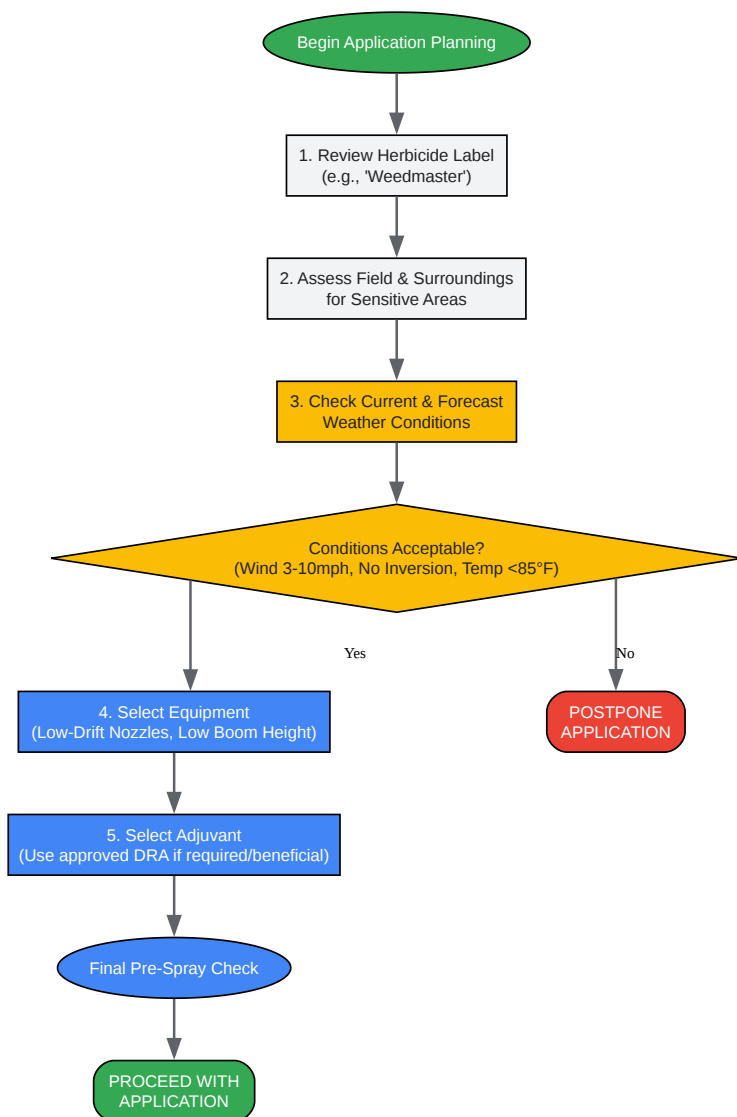 Begin Application Planning
1. Review Herbicide Label
(e.g., 'Weedmaster')
2. Assess Field & Surroundings
for Sensitive Areas
3. Check Current & Forecast
Weather Conditions
Conditions Acceptable?
(Wind 3-10mph, No Inversion, Temp <85°F)
Yes
No
4. Select Equipment
(Low-Drift Nozzles, Low Boom Height)
POSTPONE
APPLICATION
5. Select Adjuvant
(Use approved DRA if required/beneficial)
Final Pre-Spray Check
PROCEED WITH
APPLICATION